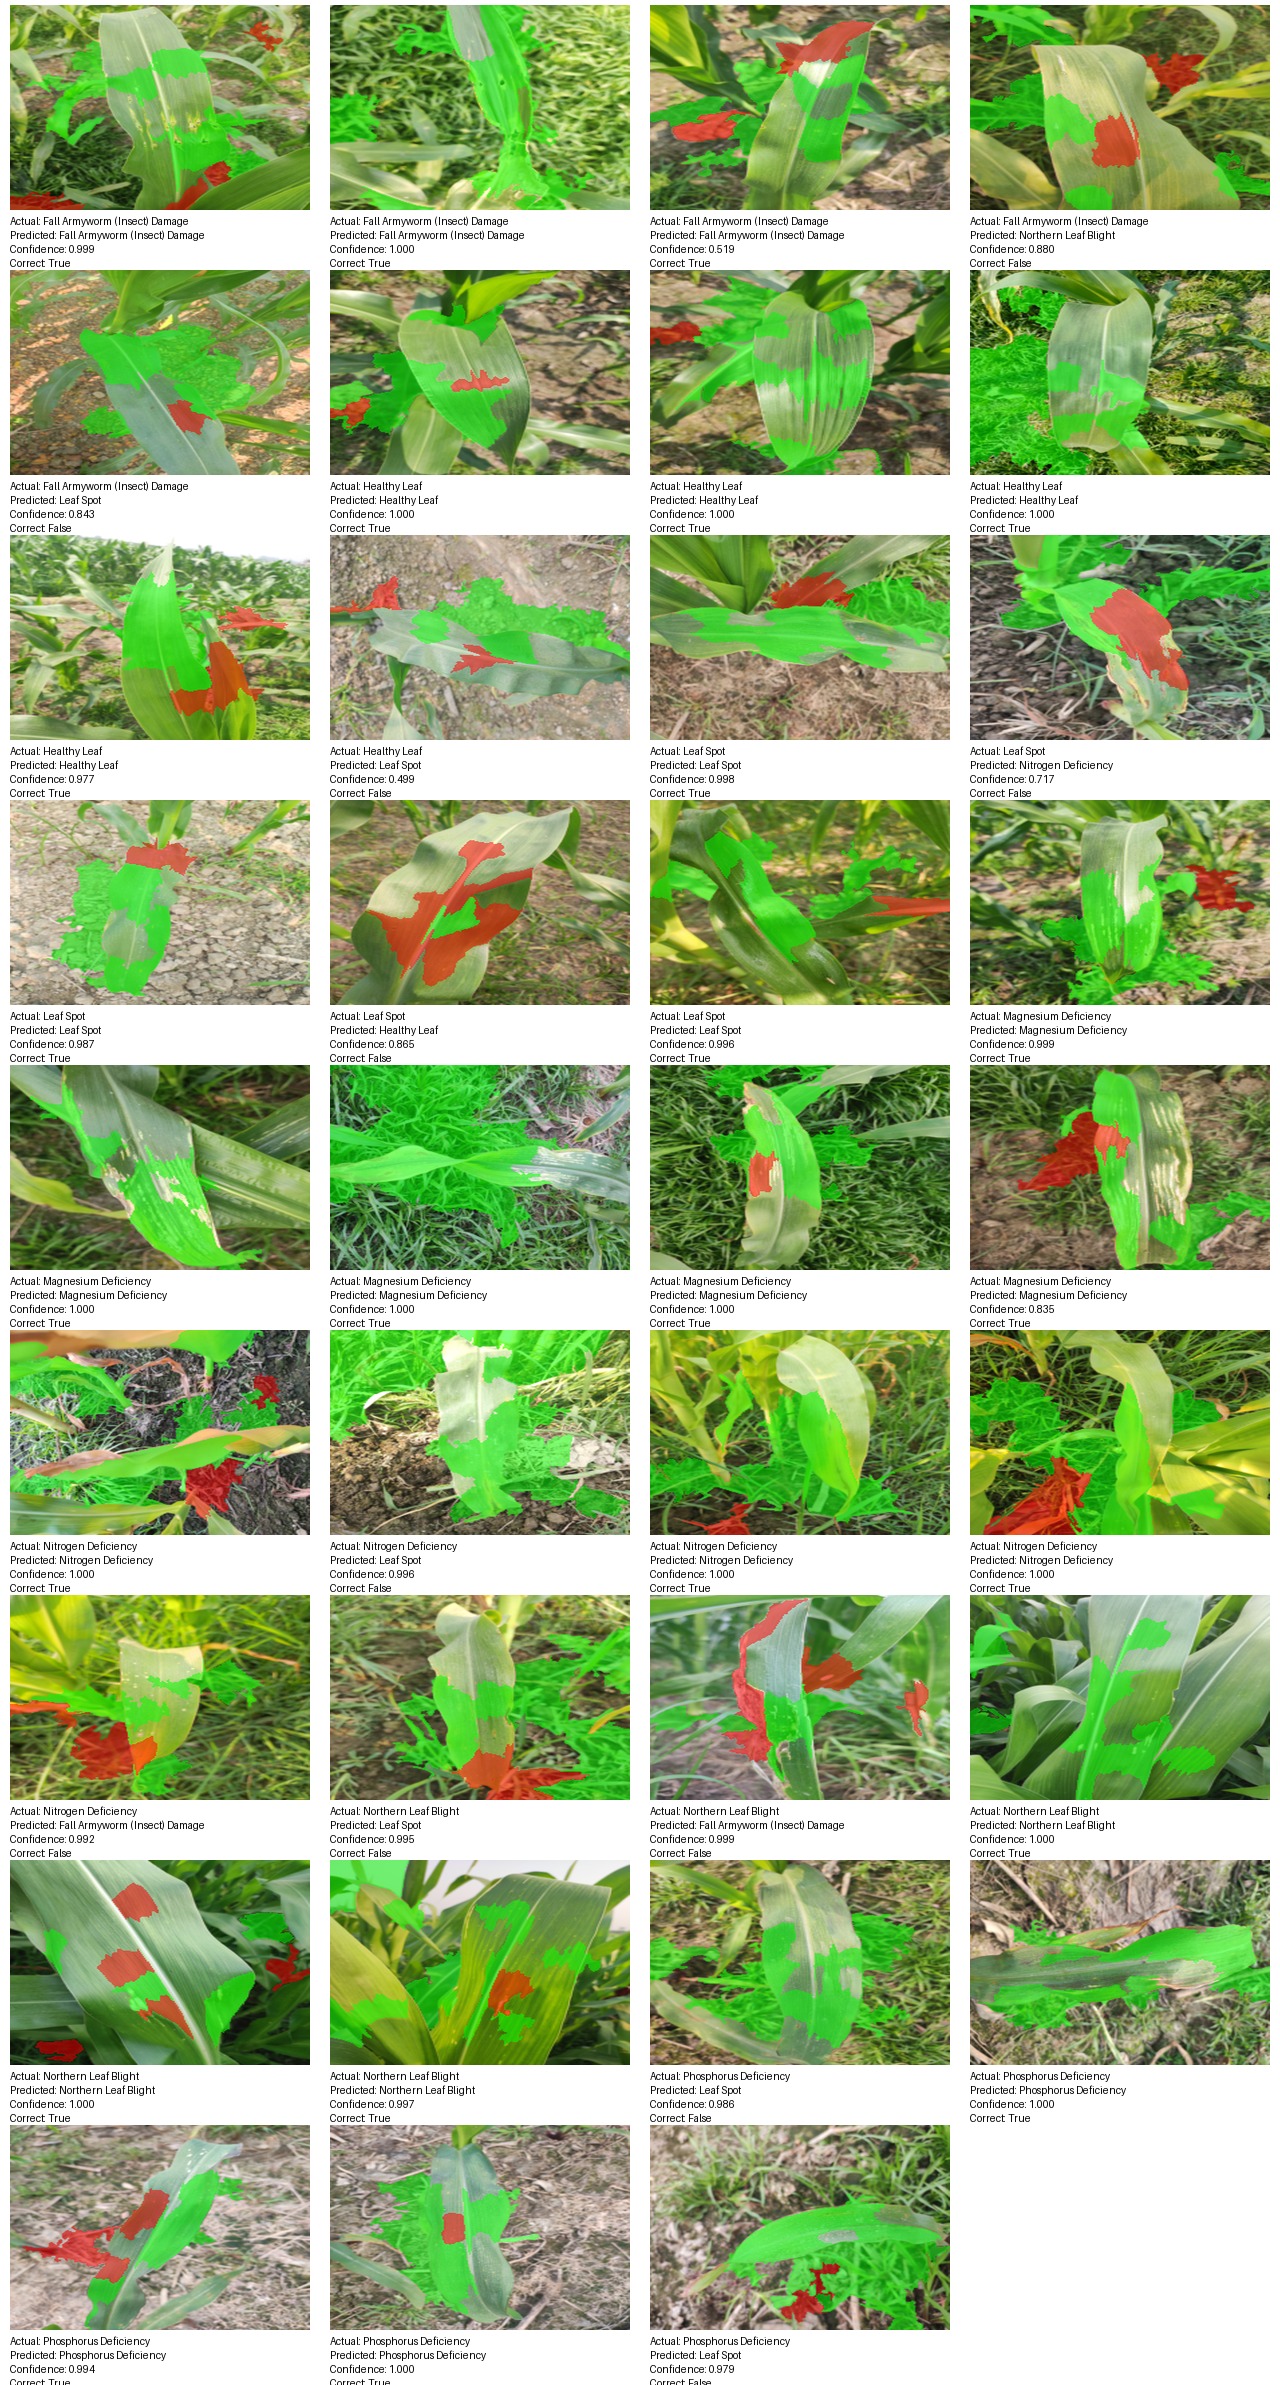 Actual: Fall Armyworm (Insect) Damage
Predicted: Fall Armyworm (Insect) Damage
Confidence: 0.999
Correct: True
Actual: Fall Armyworm (Insect) Damage
Predicted: Fall Armyworm (Insect) Damage
Confidence: 1.000
Correct: True
Actual: Fall Armyworm (Insect) Damage
Predicted: Fall Armyworm (Insect) Damage
Confidence: 0.519
Correct: True
Actual: Fall Armyworm (Insect) Damage
Predicted: Northern Leaf Blight
Confidence: 0.880
Correct: False
Actual: Fall Armyworm (Insect) Damage
Predicted: Leaf Spot
Confidence: 0.843
Correct: False
Actual: Healthy Leaf
Predicted: Healthy Leaf
Confidence: 1.000
Correct: True
Actual: Healthy Leaf
Predicted: Healthy Leaf
Confidence: 1.000
Correct: True
Actual: Healthy Leaf
Predicted: Healthy Leaf
Confidence: 1.000
Correct: True
Actual: Healthy Leaf
Predicted: Healthy Leaf
Confidence: 0.977
Correct: True
Actual: Healthy Leaf
Predicted: Leaf Spot
Confidence: 0.499
Correct: False
Actual: Leaf Spot
Predicted: Leaf Spot
Confidence: 0.998
Correct: True
Actual: Leaf Spot
Predicted: Nitrogen Deficiency
Confidence: 0.717
Correct: False
Actual: Leaf Spot
Predicted: Leaf Spot
Confidence: 0.987
Correct: True
Actual: Leaf Spot
Predicted: Healthy Leaf
Confidence: 0.865
Correct: False
Actual: Leaf Spot
Predicted: Leaf Spot
Confidence: 0.996
Correct: True
Actual: Magnesium Deficiency
Predicted: Magnesium Deficiency
Confidence: 0.999
Correct: True
Actual: Magnesium Deficiency
Predicted: Magnesium Deficiency
Confidence: 1.000
Correct: True
Actual: Magnesium Deficiency
Predicted: Magnesium Deficiency
Confidence: 1.000
Correct: True
Actual: Magnesium Deficiency
Predicted: Magnesium Deficiency
Confidence: 1.000
Correct: True
Actual: Magnesium Deficiency
Predicted: Magnesium Deficiency
Confidence: 0.835
Correct: True
Actual: Nitrogen Deficiency
Predicted: Nitrogen Deficiency
Confidence: 1.000
Correct: True
Actual: Nitrogen Deficiency
Predicted: Leaf Spot
Confidence: 0.996
Correct: False
Actual: Nitrogen Deficiency
Predicted: Nitrogen Deficiency
Confidence: 1.000
Correct: True
Actual: Nitrogen Deficiency
Predicted: Nitrogen Deficiency
Confidence: 1.000
Correct: True
Actual: Nitrogen Deficiency
Predicted: Fall Armyworm (Insect) Damage
Confidence: 0.992
Correct: False
Actual: Northern Leaf Blight
Predicted: Leaf Spot
Confidence: 0.995
Correct: False
Actual: Northern Leaf Blight
Predicted: Fall Armyworm (Insect) Damage
Confidence: 0.999
Correct: False
Actual: Northern Leaf Blight
Predicted: Northern Leaf Blight
Confidence: 1.000
Correct: True
Actual: Northern Leaf Blight
Predicted: Northern Leaf Blight
Confidence: 1.000
Correct: True
Actual: Northern Leaf Blight
Predicted: Northern Leaf Blight
Confidence: 0.997
Correct: True
Actual: Phosphorus Deficiency
Predicted: Leaf Spot
Confidence: 0.986
Correct: False
Actual: Phosphorus Deficiency
Predicted: Phosphorus Deficiency
Confidence: 1.000
Correct: True
Actual: Phosphorus Deficiency
Predicted: Phosphorus Deficiency
Confidence: 0.994
Correct: True
Actual: Phosphorus Deficiency
Predicted: Phosphorus Deficiency
Confidence: 1.000
Correct: True
Actual: Phosphorus Deficiency
Predicted: Leaf Spot
Confidence: 0.979
Correct: False